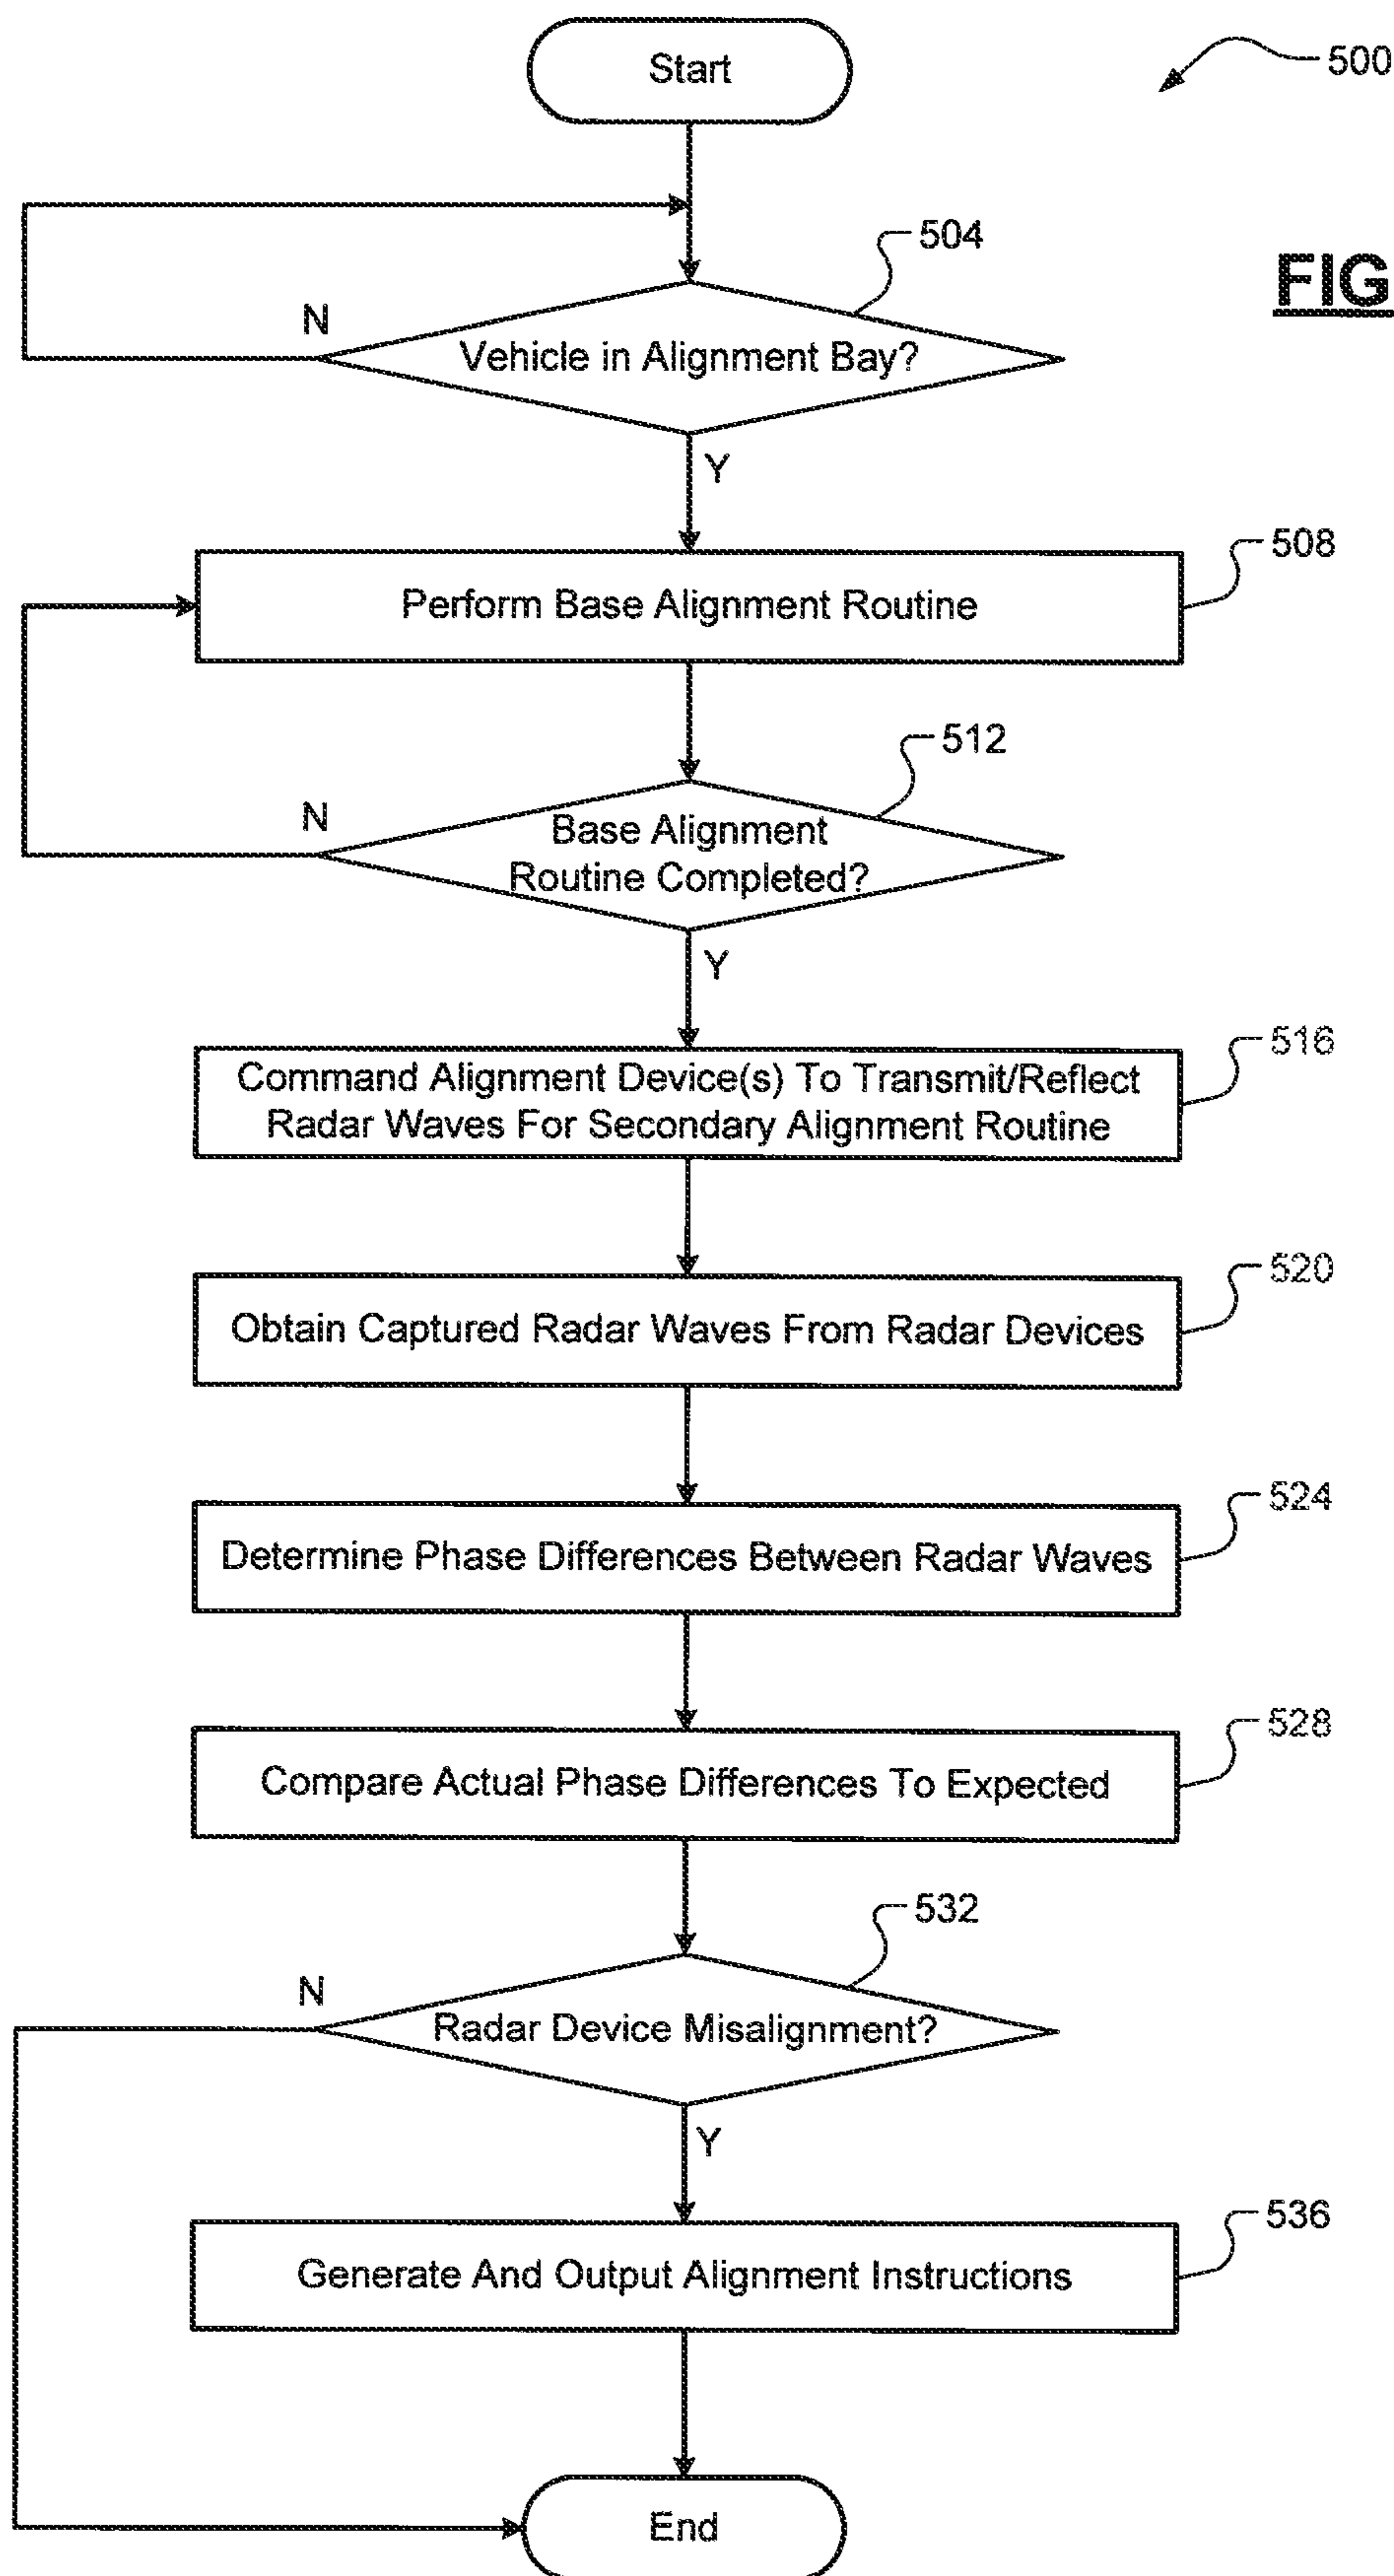 Start
500
504
FIG
N
Vehicle in Alignment Bay?
Y
508
Perform Base Alignment Routine
512
N
Base Alignment
Routine Completed?
Y
516
Command Alignment Device(s) To Transmit/Reflect
Radar Waves For Secondary Alignment Routine
520
Obtain Captured Radar Waves From Radar Devices
524
Determine Phase Differences Between Radar Waves
528
Compare Actual Phase Differences To Expected
532
N
Radar Device Misalignment?
Y
536
Generate And Output Alignment Instructions
End